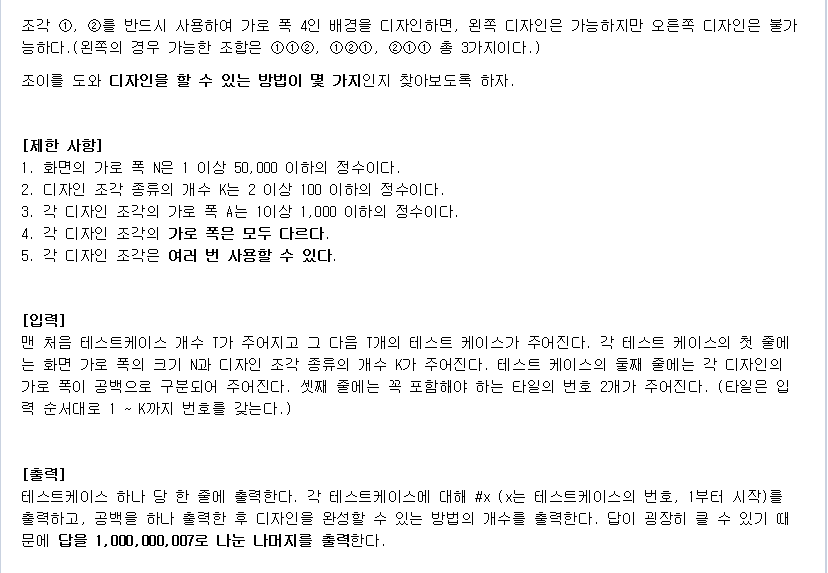 조각 ①, ②를 반드시 사용하여 가로 폭 4인 배경을 디자인하면, 왼쪽 디자인은 가능하지만 오른쪽 디자인은 불가
능하다.(왼쪽의 경우 가능한 조합은 ①①②, ①②①, ②①① 총 3가지이다.)
조이를 도와 디자인을 할 수 있는 방법이 몇 가지인지 찾아보도록 하자.
[제한 사항]
1. 화면의 가로 폭 N은 1 이상 50,000 이하의 정수이다.
2. 디자인 조각 종류의 개수 K는 2 이상 100 이하의 정수이다.
3. 각 디자인 조각의 가로 폭 A는 1이상 1,000 이하의 정수이다.
4. 각 디자인 조각의 가로 폭은 모두 다르다.
5. 각 디자인 조각은 여러 번 사용할 수 있다.
[입력]
맨 처음 테스트케이스 개수 T가 주어지고 그 다음 T개의 테스트 케이스가 주어진다. 각 테스트 케이스의 첫 줄에
는 화면 가로 폭의 크기 N과 디자인 조각 종류의 개수 K가 주어진다. 테스트 케이스의 둘째 줄에는 각 디자인의
가로 폭이 공백으로 구분되어 주어진다. 셋째 줄에는 꼭 포함해야 하는 타일의 번호 2개가 주어진다. (타일은 입
력 순서대로 1 ~ K까지 번호를 갖는다.)
[출력]
테스트케이스 하나 당 한 줄에 출력한다. 각 테스트케이스에 대해 #x (x는 테스트케이스의 번호, 1부터 시작)를
출력하고, 공백을 하나 출력한 후 디자인을 완성할 수 있는 방법의 개수를 출력한다. 답이 굉장히 클 수 있기 때
문에 답을 1,000,000,007로 나눈 나머지를 출력한다.